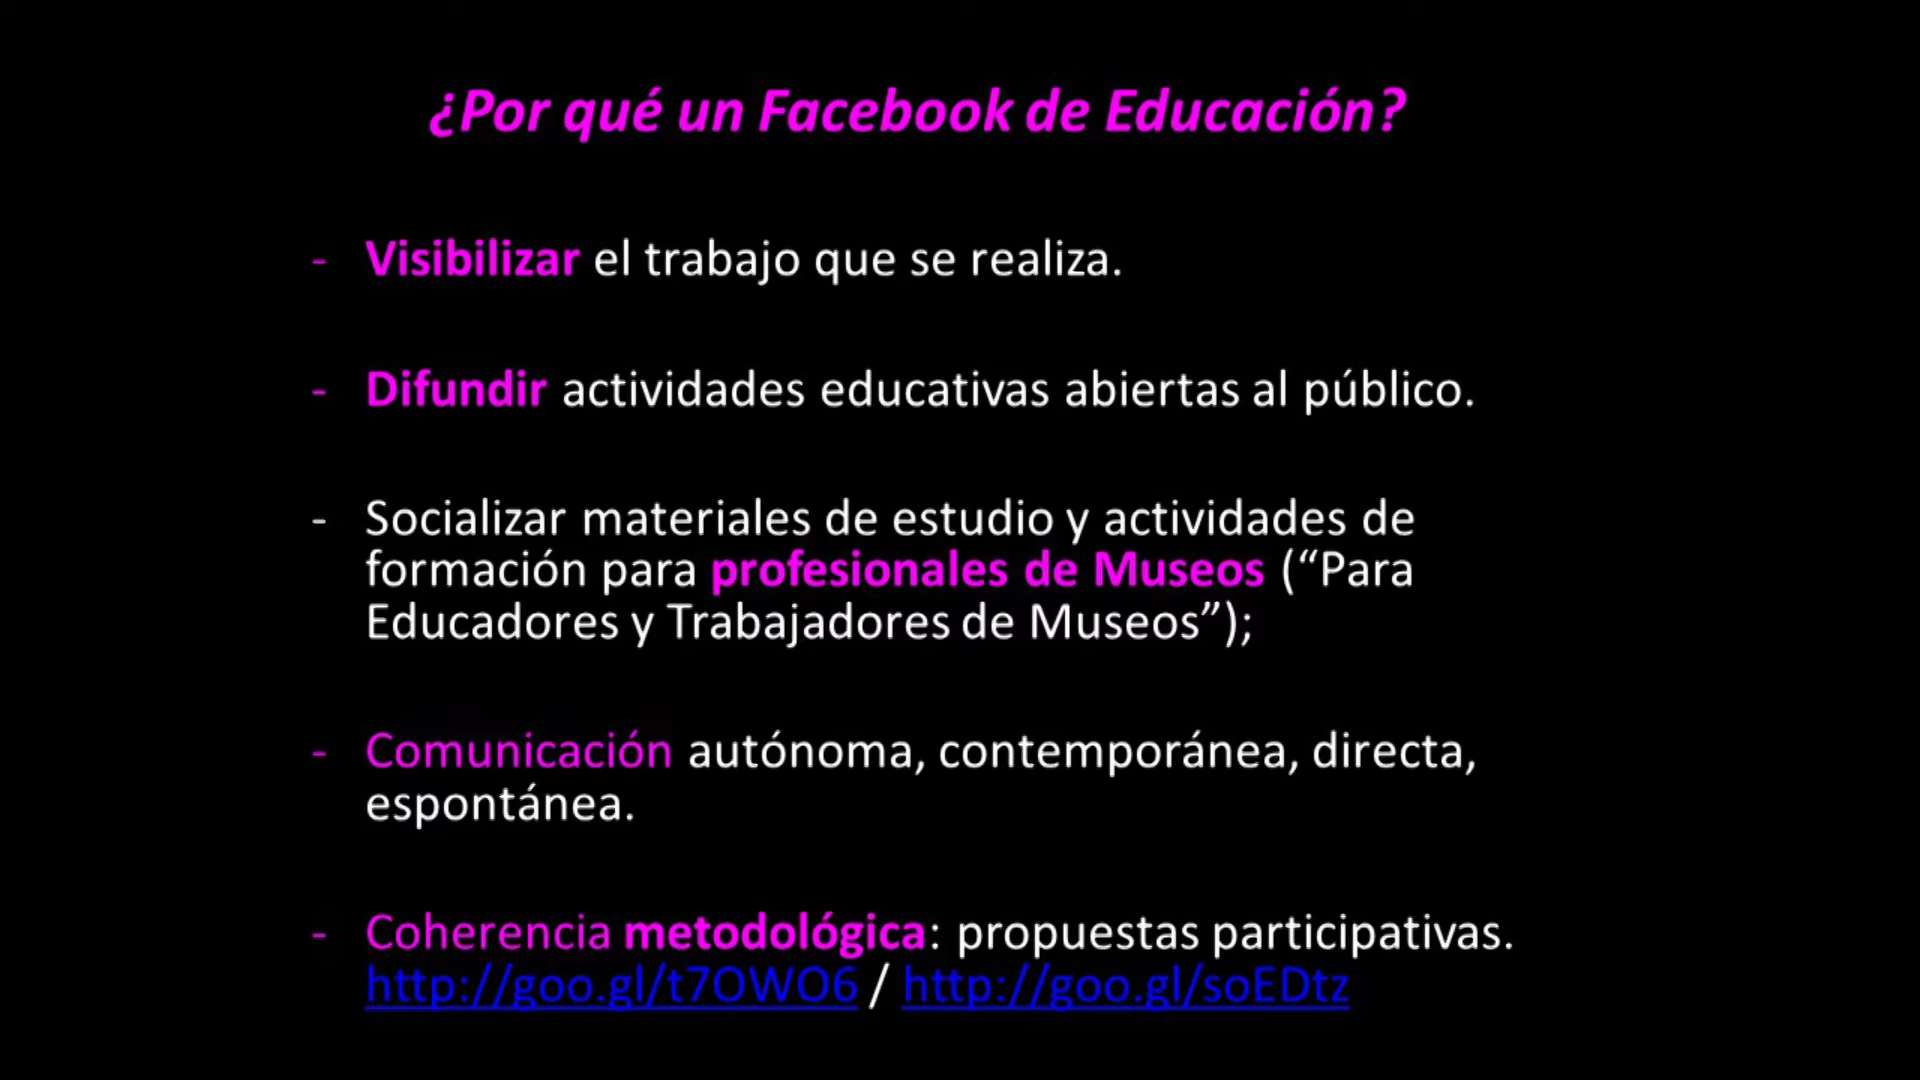 ¿Por qué un Facebook de Educación?
- Visibilizar el trabajo que se realiza.
- Difundir actividades educativas abiertas al público.
- Socializar materiales de estudio y actividades de
formación para profesionales de Museos (“Para
Educadores y Trabajadores de Museos”);
- Comunicación autónoma, contemporánea, directa,
espontánea.
- Coherencia metodológica: propuestas participativas.
http://goo.gl/t7OWO6 / http://goo.gl/soEDtz